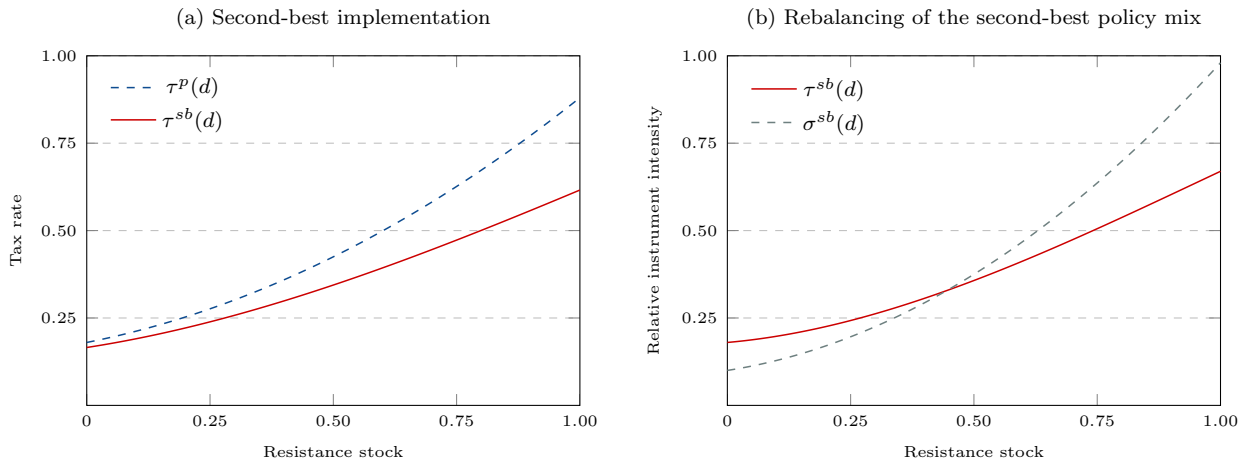 (a) Second-best implementation
1.00
0.75
0.50
0.25
0
0.25
0.50
0.75
1.00
Tax rate
Resistance stock
τ^p(d)
τ^{sb}(d)
(b) Rebalancing of the second-best policy mix
1.00
0.75
0.50
0.25
0
0.25
0.50
0.75
1.00
Relative instrument intensity
Resistance stock
τ^{sb}(d)
σ^{sb}(d)